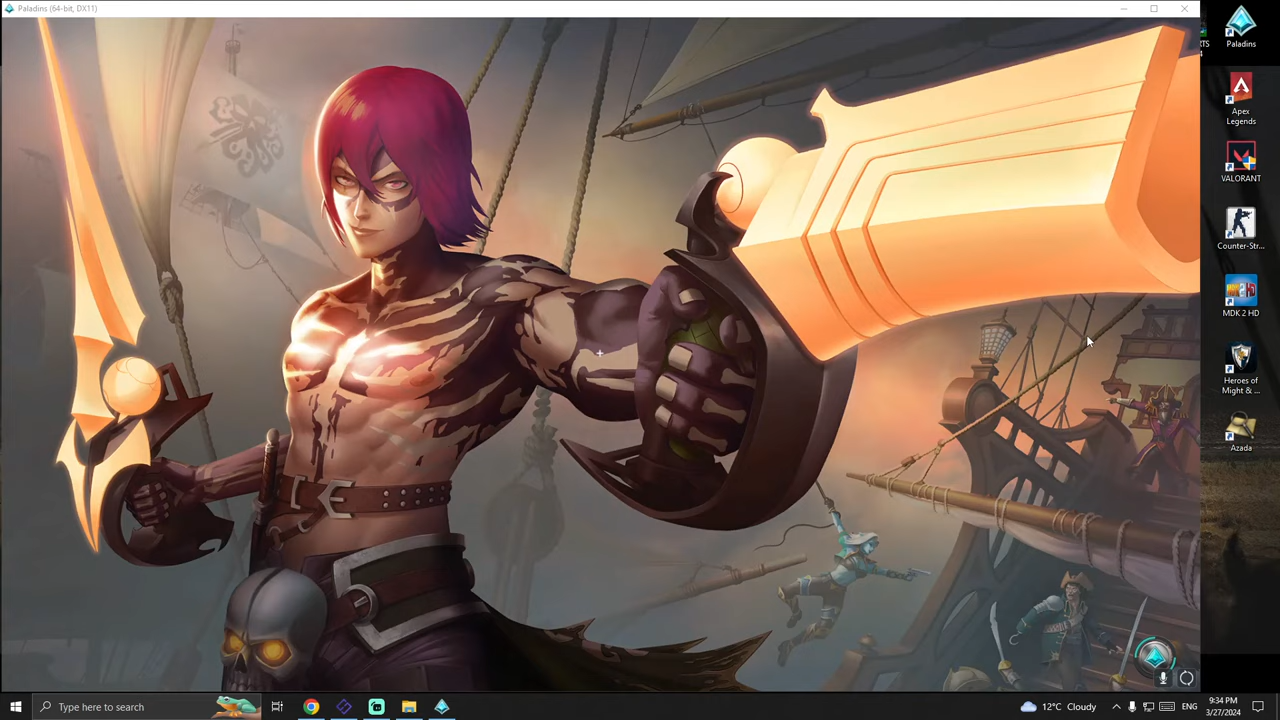 Paladins (64-bit, DX11)
RTS
Paladins
Apex
Legends
VALORANT
Counter-Str...
MDK 2 HD
Heroes of
Might & ...
Azada
Type here to search
12°C Cloudy
ENG
9:34 PM
3/27/2024